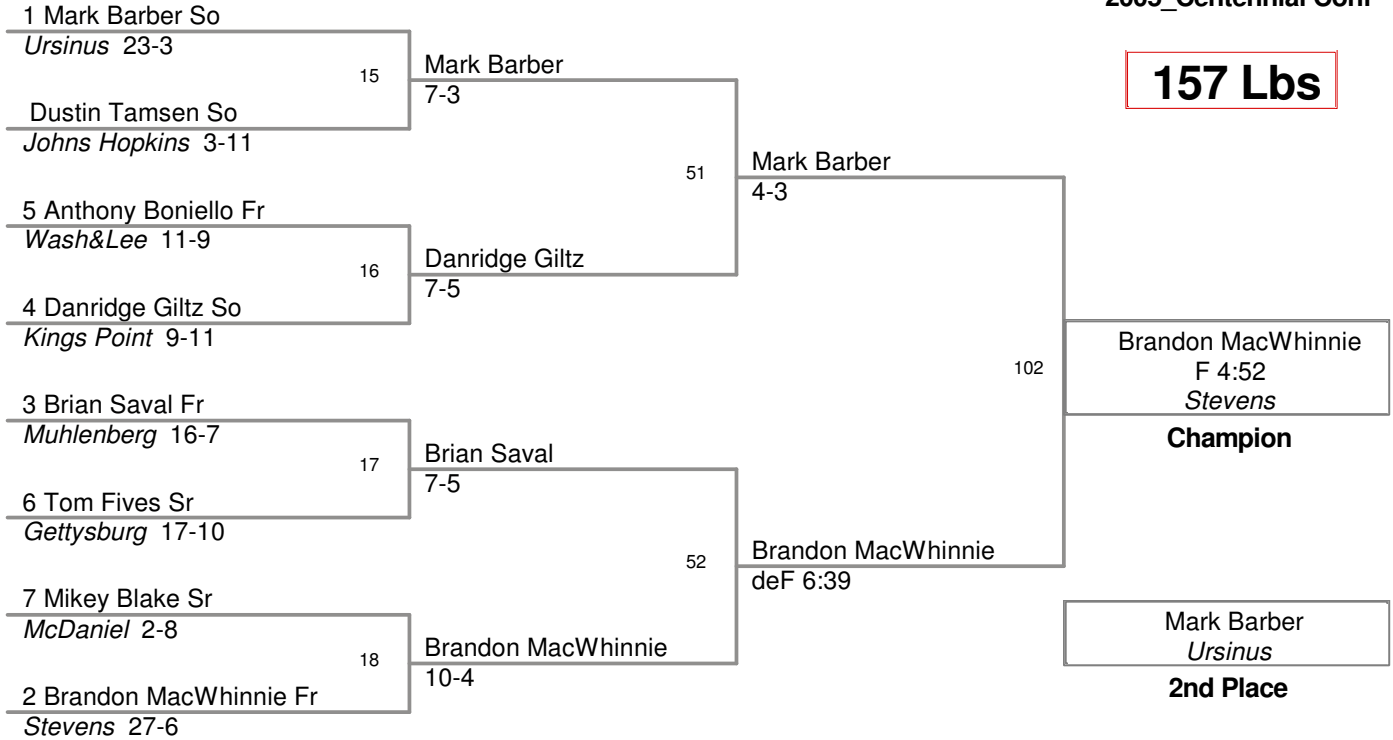 2005_Centennial Conf
157 Lbs
1 Mark Barber So
Ursinus 23-3
15
Dustin Tamsen So
Johns Hopkins 3-11
Mark Barber
7-3
5 Anthony Boniello Fr
Wash&Lee 11-9
16
4 Danridge Giltz So
Kings Point 9-11
Danridge Giltz
7-5
51
Mark Barber
4-3
3 Brian Saval Fr
Muhlenberg 16-7
17
6 Tom Fives Sr
Gettysburg 17-10
Brian Saval
7-5
7 Mikey Blake Sr
McDaniel 2-8
18
2 Brandon MacWhinnie Fr
Stevens 27-6
Brandon MacWhinnie
10-4
52
Brandon MacWhinnie
deF 6:39
102
Brandon MacWhinnie
F 4:52
Stevens
Champion
Mark Barber
Ursinus
2nd Place